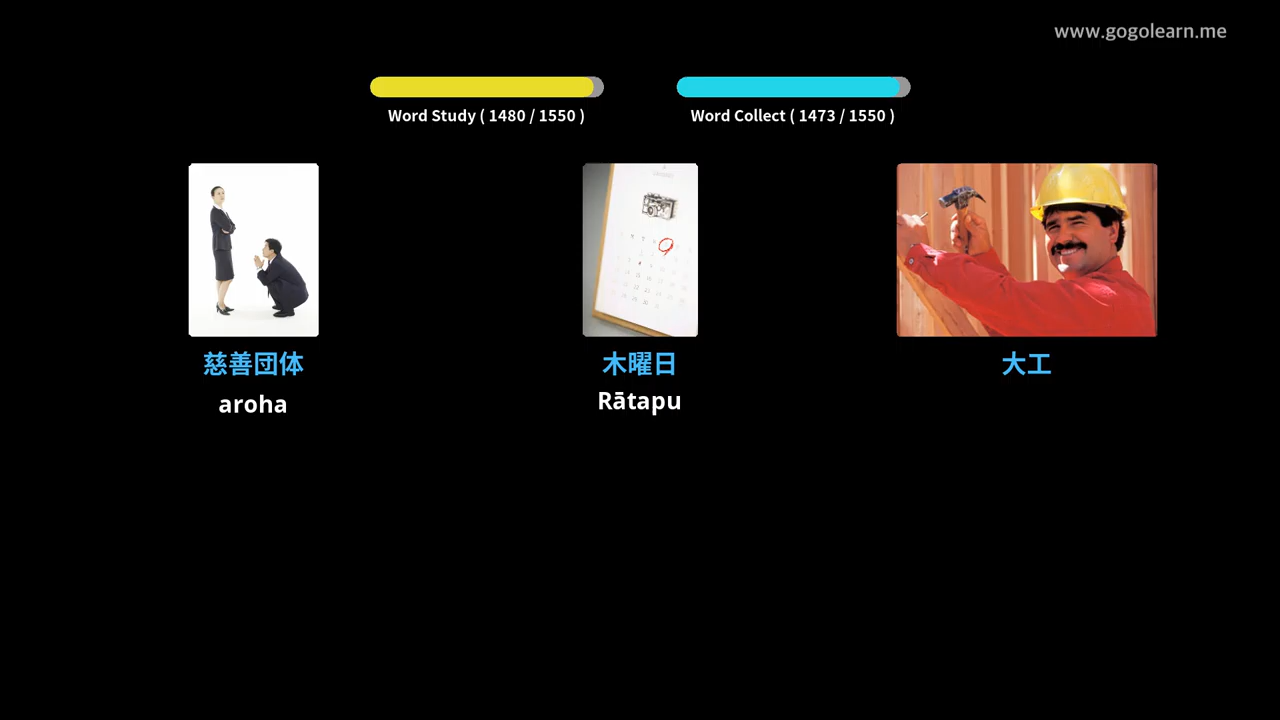 www.gogolearn.me
Word Study ( 1480 / 1550 )
Word Collect ( 1473 / 1550 )
慈善団体
木曜日
大工
aroha
Rātapu